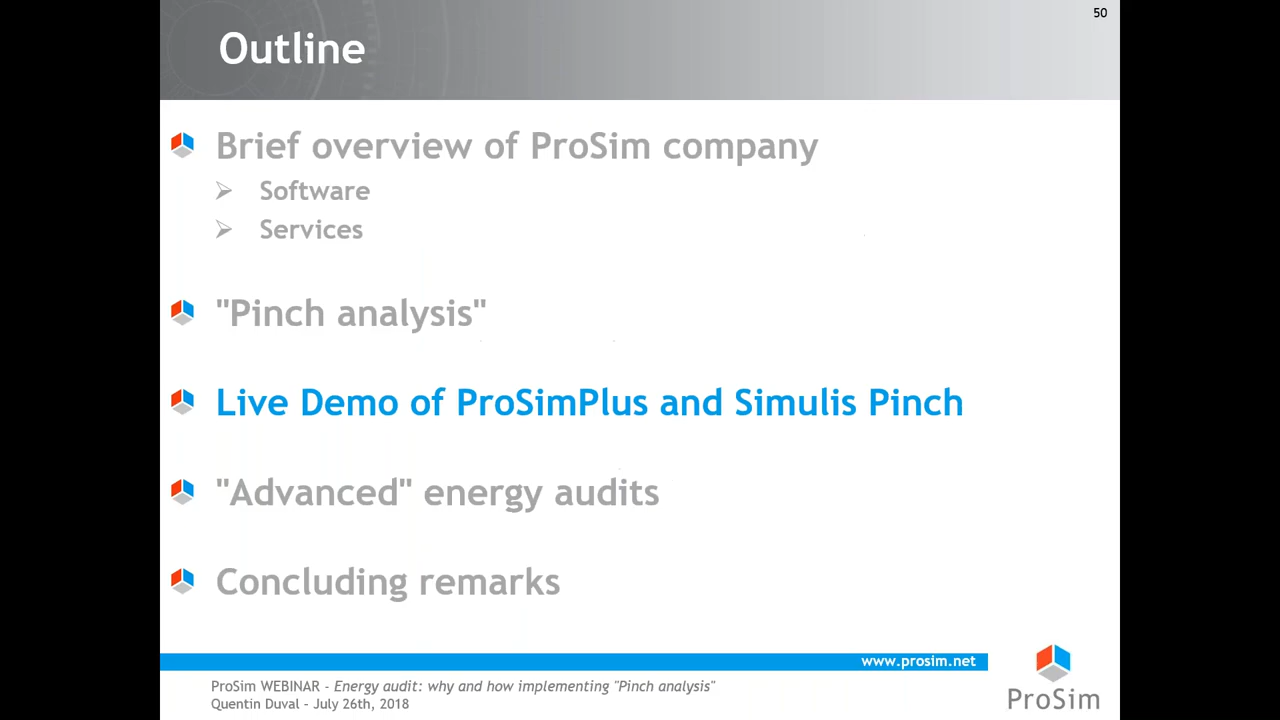 50
Outline
Brief overview of ProSim company
Software
Services
"Pinch analysis"
Live Demo of ProSimPlus and Simulis Pinch
"Advanced" energy audits
Concluding remarks
www.prosim.net
ProSim WEBINAR - Energy audit: why and how implementing "Pinch analysis"
Quentin Duval – July 26th, 2018
ProSim